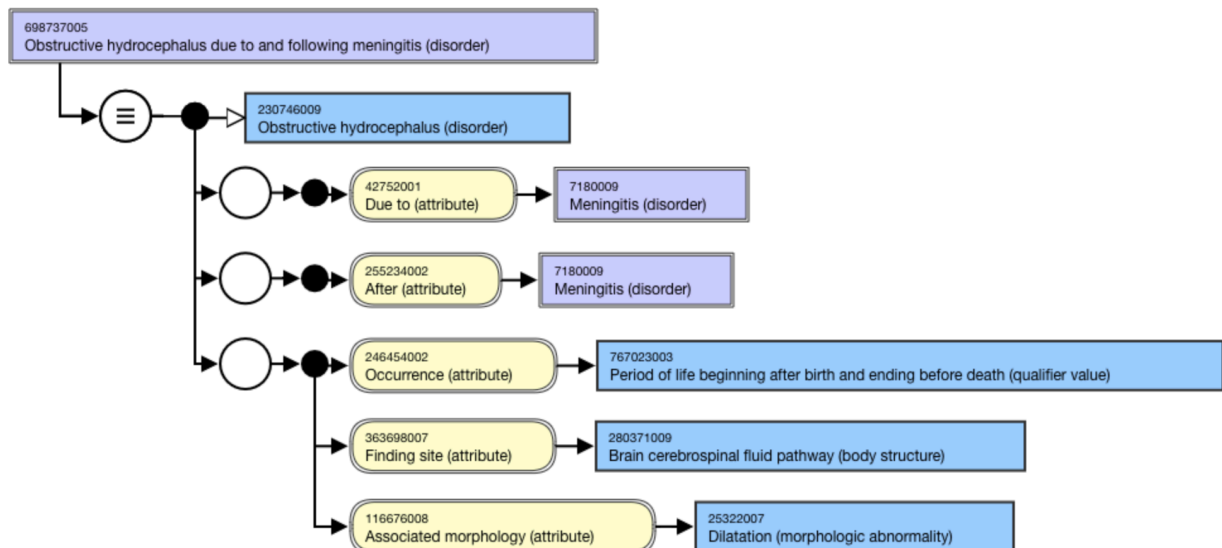 698737005
Obstructive hydrocephalus due to and following meningitis (disorder)
230746009
Obstructive hydrocephalus (disorder)
42752001
Due to (attribute)
7180009
Meningitis (disorder)
255234002
After (attribute)
7180009
Meningitis (disorder)
246454002
Occurrence (attribute)
767023003
Period of life beginning after birth and ending before death (qualifier value)
363698007
Finding site (attribute)
280371009
Brain cerebrospinal fluid pathway (body structure)
116676008
Associated morphology (attribute)
25322007
Dilatation (morphologic abnormality)